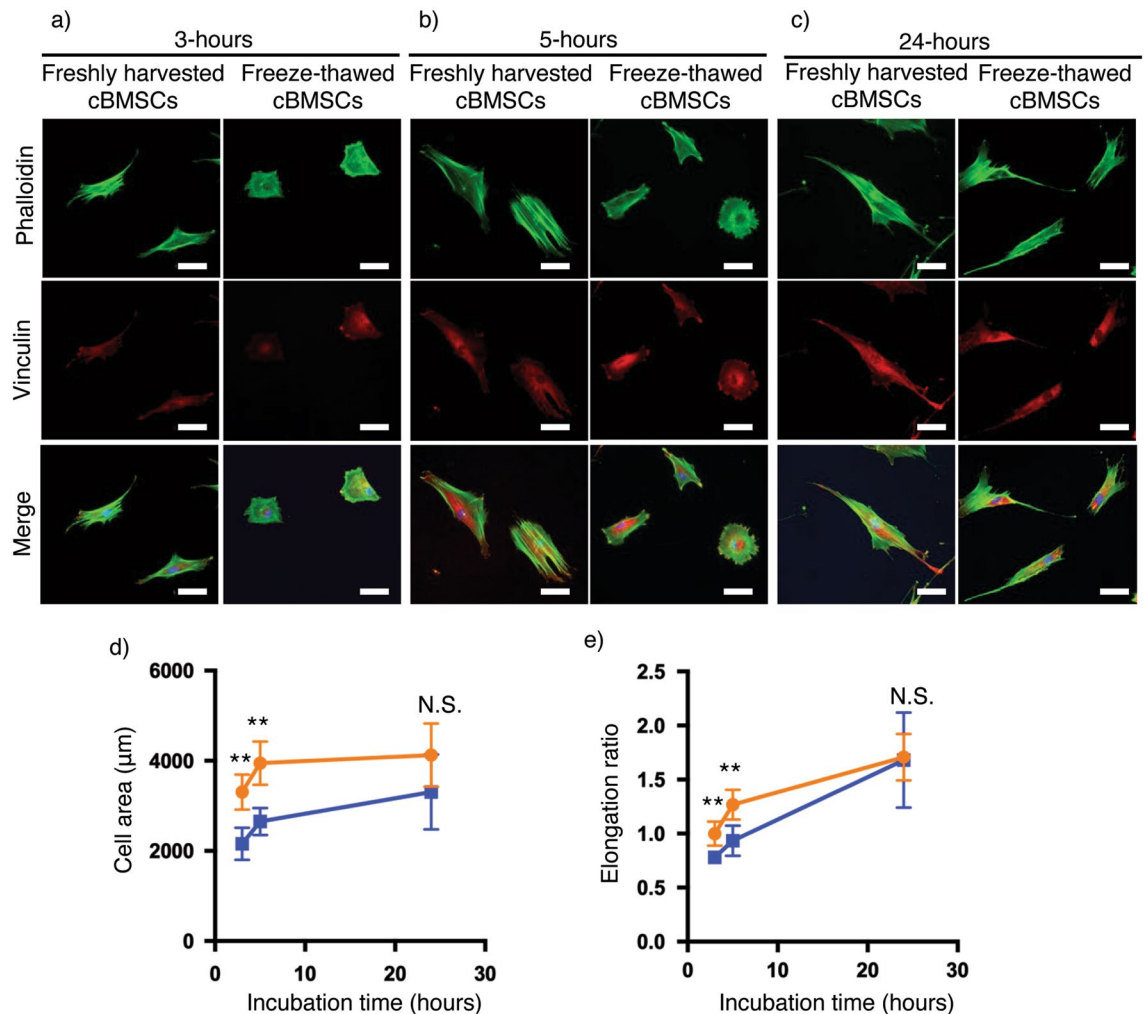 a)
3-hours
Freshly harvested
cBMSCs
Freeze-thawed
cBMSCs
b)
5-hours
Freshly harvested
cBMSCs
Freeze-thawed
cBMSCs
c)
24-hours
Freshly harvested
cBMSCs
Freeze-thawed
cBMSCs
Phalloidin
Vinculin
Merge
d)
6000
4000
2000
0
Cell area (µm)
**
**
N.S.
0
10
20
30
Incubation time (hours)
e)
2.5
2.0
1.5
1.0
0.5
0.0
Elongation ratio
**
**
N.S.
0
10
20
30
Incubation time (hours)